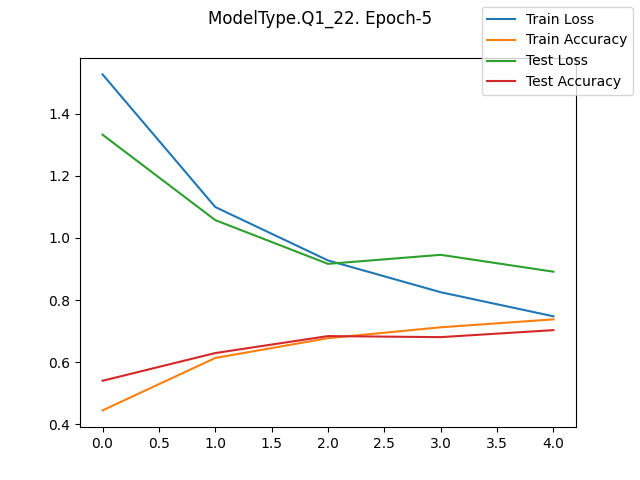 ModelType.Q1_22. Epoch-5
Train Loss
Train Accuracy
Test Loss
Test Accuracy
1.4
1.2
1.0
0.8
0.6
0.4
0.0 0.5 1.0 1.5 2.0 2.5 3.0 3.5 4.0